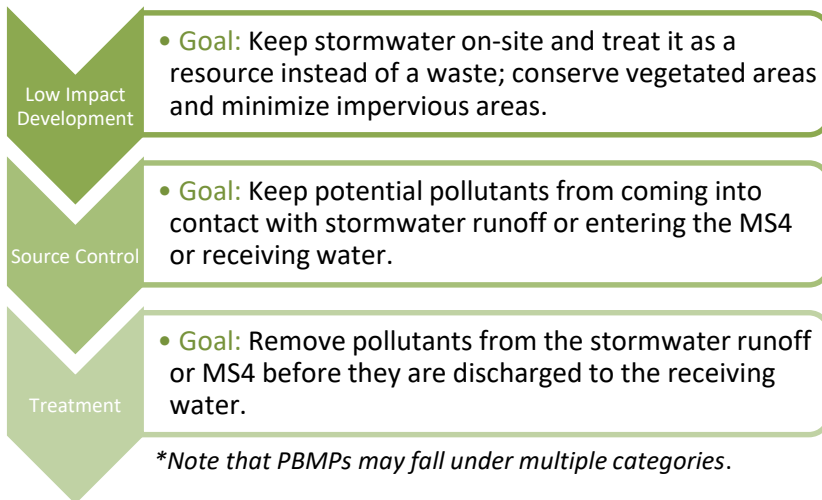 Low Impact
Development
• Goal: Keep stormwater on-site and treat it as a
resource instead of a waste; conserve vegetated areas
and minimize impervious areas.
Source Control
• Goal: Keep potential pollutants from coming into
contact with stormwater runoff or entering the MS4
or receiving water.
Treatment
• Goal: Remove pollutants from the stormwater runoff
or MS4 before they are discharged to the receiving
water.
*Note that PBMPs may fall under multiple categories.